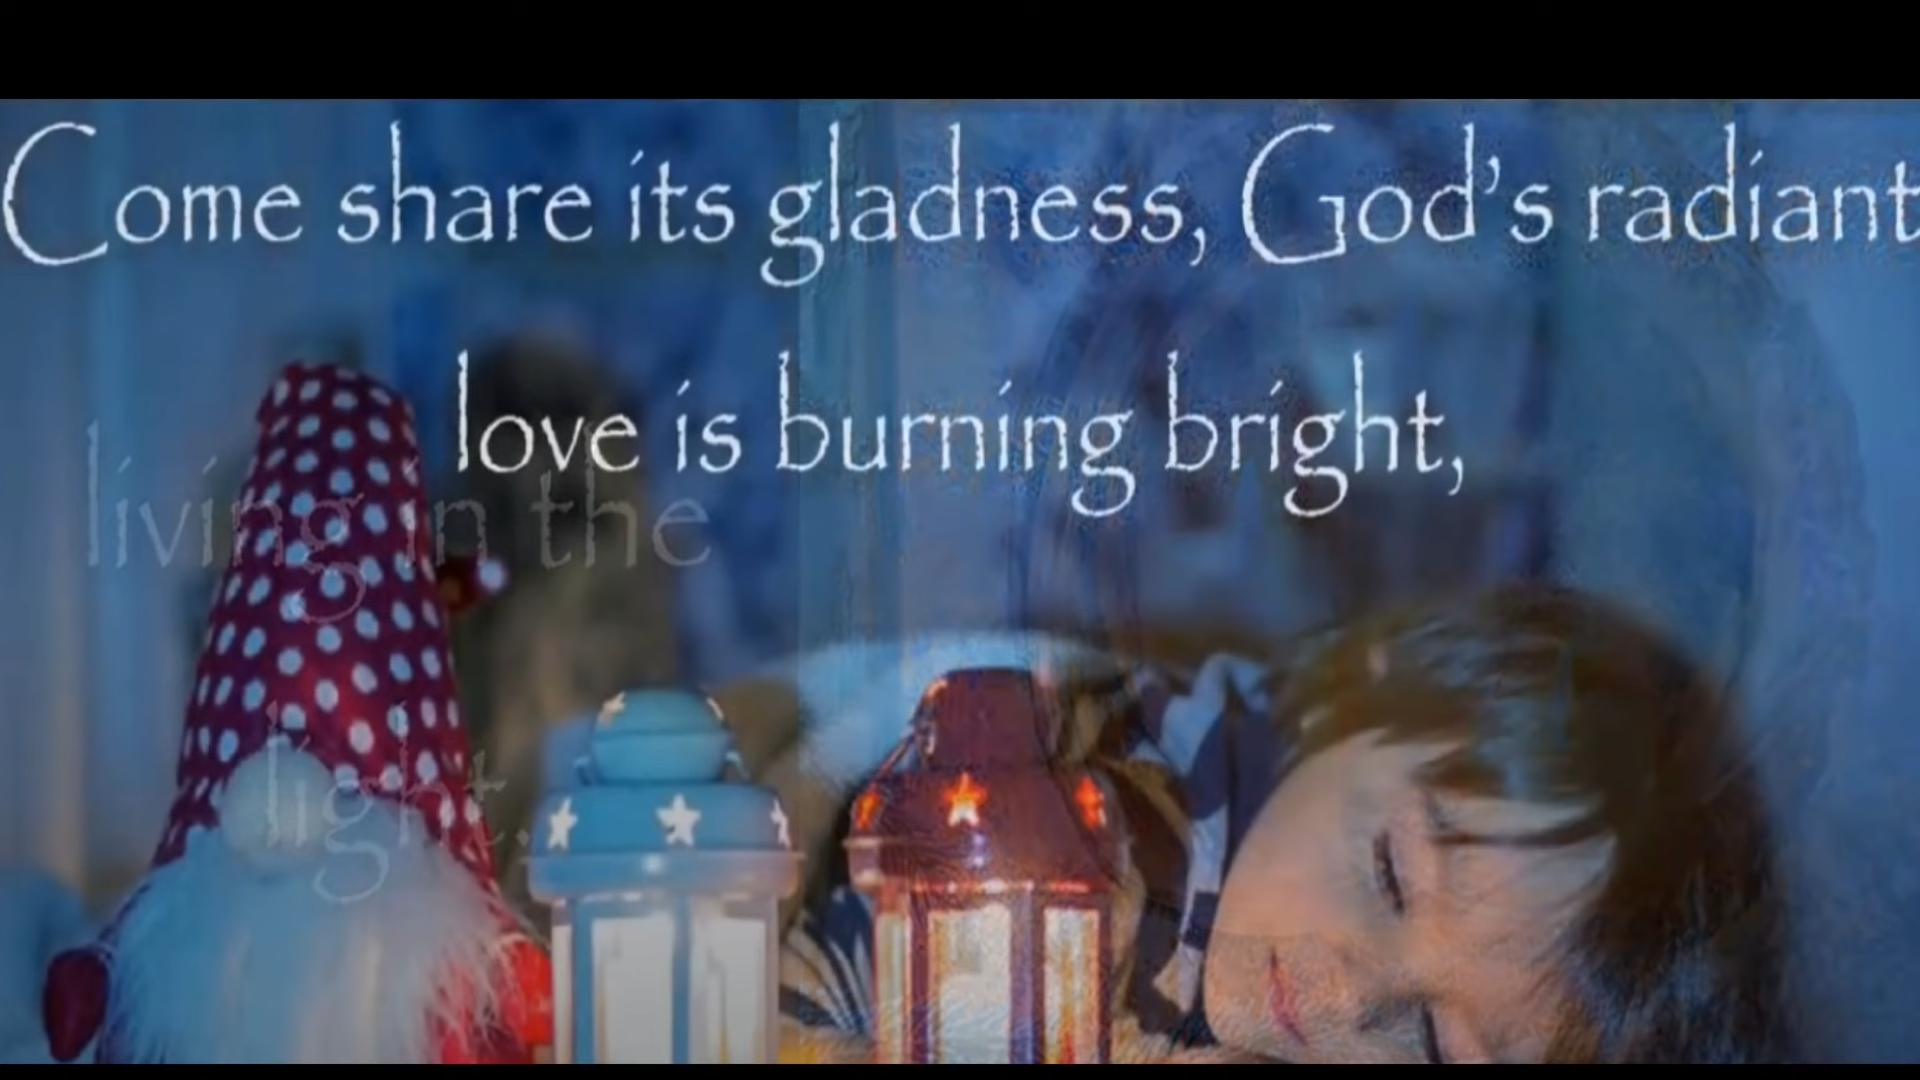 Come share its gladness, God's radiant
love is burning bright,
living in the
light.